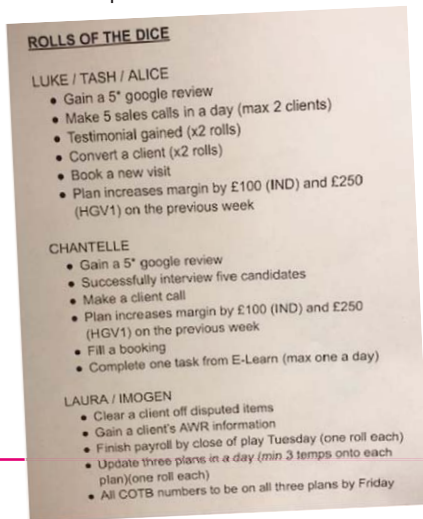 ROLLS OF THE DICE
LUKE / TASH / ALICE
• Gain a 5* google review
• Make 5 sales calls in a day (max 2 clients)
• Testimonial gained (x2 rolls)
• Convert a client (x2 rolls)
• Book a new visit
• Plan increases margin by £100 (IND) and £250
(HGV1) on the previous week
CHANTELLE
• Gain a 5* google review
• Successfully interview five candidates
• Make a client call
• Plan increases margin by £100 (IND) and £250
(HGV1) on the previous week
• Fill a booking
• Complete one task from E-Learn (max one a day)
LAURA / IMOGEN
• Clear a client off disputed items
• Gain a client's AWR information
• Finish payroll by close of play Tuesday (one roll each)
• Update three plans in a day (min 3 temps onto each
plan)(one roll each)
• All COTB numbers to be on all three plans by Friday